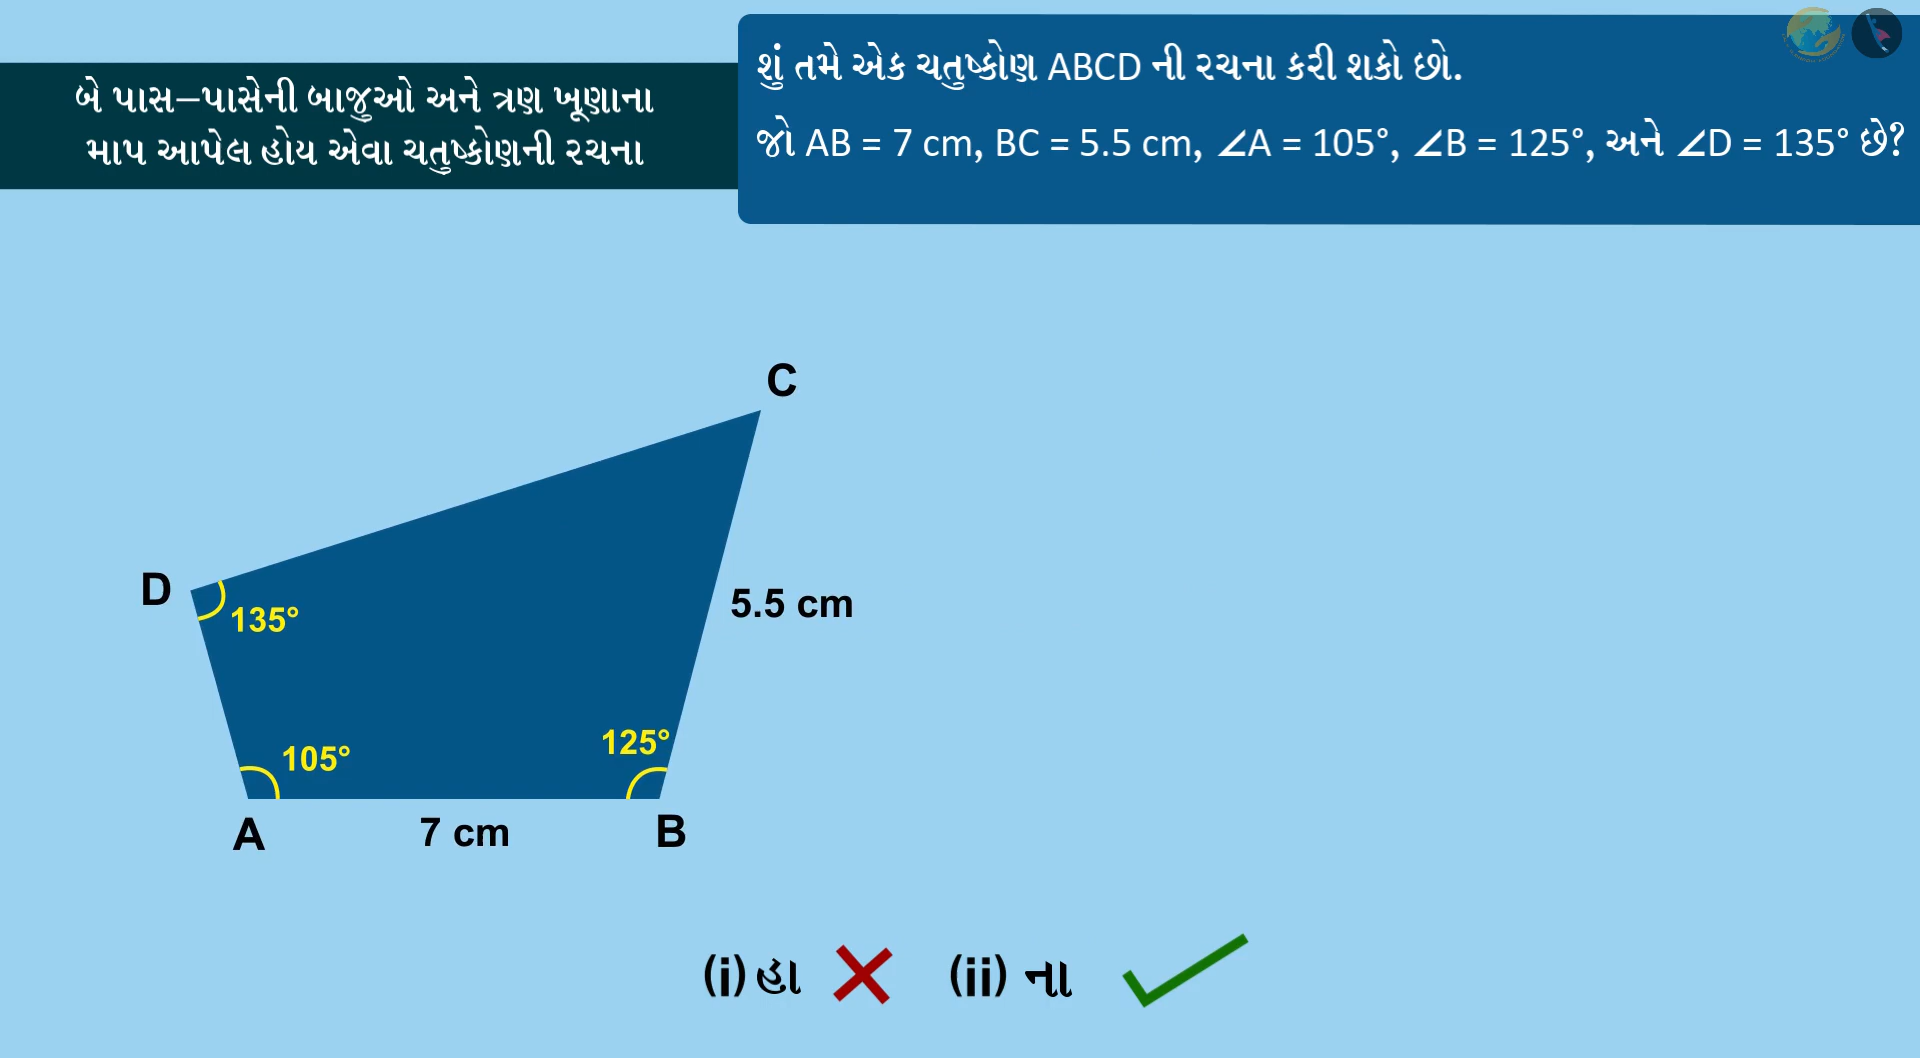 બે પાસ–પાસેની બાજુઓ અને ત્રણ ખૂણાના
માપ આપેલ હોય એવા ચતુષ્કોણની રચના
શું તમે એક ચતુષ્કોણ ABCD ની રચના કરી શકો છો.
જો AB = 7 cm, BC = 5.5 cm, ∠A = 105°, ∠B = 125°, અને ∠D = 135° છે?
C
D
135°
5.5 cm
105°
125°
A
7 cm
B
(i) હા
(ii) ના